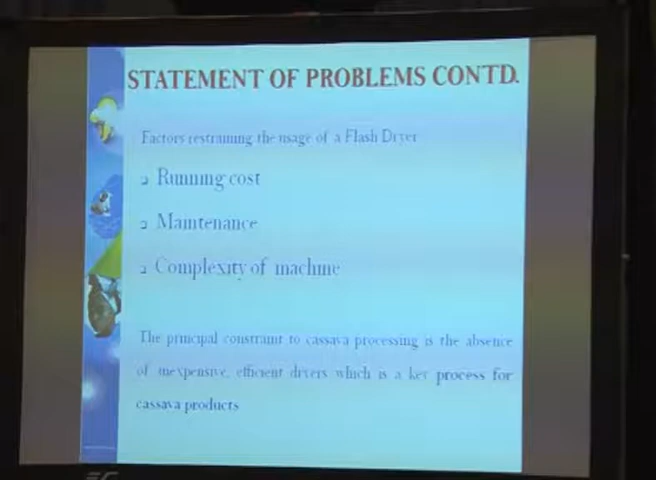 STATEMENT OF PROBLEMS CONTD.
Factors restraining the usage of a Flash Dryer
Running cost
Maintenance
Complexity of machine
The principal constraint to cassava processing is the absence
of inexpensive, efficient dryers which is a key process for
cassava products